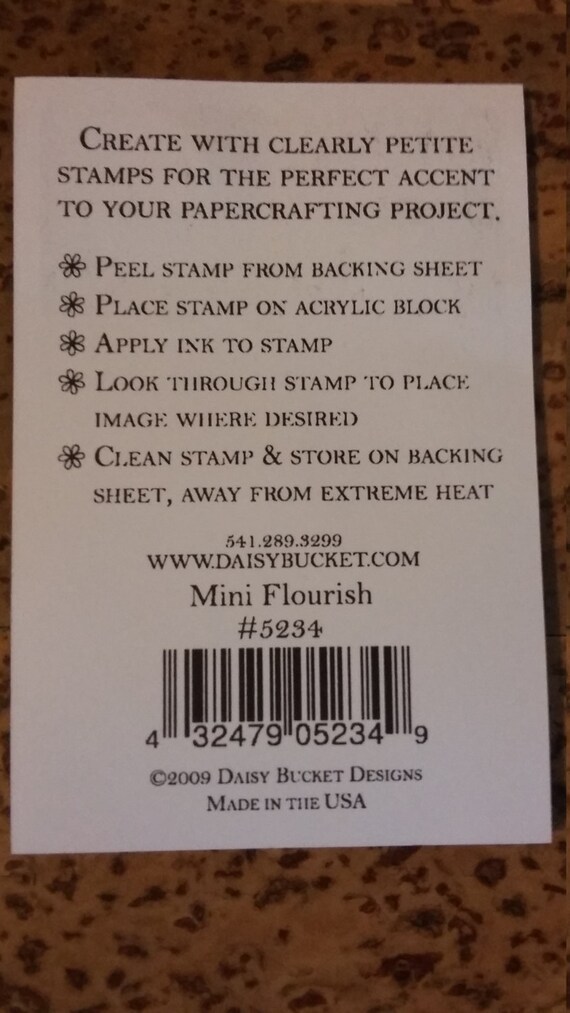 Create with clearly petite
stamps for the perfect accent
to your papercrafting project.
Peel stamp from backing sheet
Place stamp on acrylic block
Apply ink to stamp
Look through stamp to place
image where desired
Clean stamp & store on backing
sheet, away from extreme heat
541.289.3299
www.daisybucket.com
Mini Flourish
#5234
4 32479 05234 9
©2009 Daisy Bucket Designs
Made in the USA